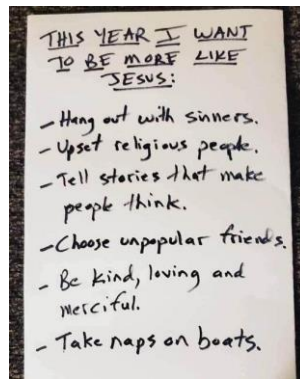 THIS YEAR I WANT
TO BE MORE LIKE
JESUS:
- Hang out with sinners.
- Upset religious people.
- Tell stories that make
people think.
- Choose unpopular friends.
- Be kind, loving and
merciful.
- Take naps on boats.